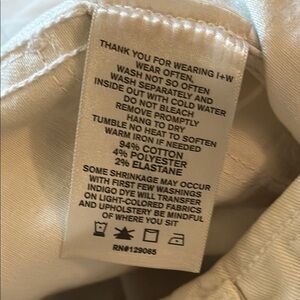 THANK YOU FOR WEARING I+W
WEAR OFTEN,
WASH NOT SO OFTEN
WASH SEPARATELY AND
INSIDE OUT WITH COLD WATER
DO NOT BLEACH
REMOVE PROMPTLY
HANG TO DRY
TUMBLE NO HEAT TO SOFTEN
WARM IRON IF NEEDED
94% COTTON
4% POLYESTER
2% ELASTANE
SOME SHRINKAGE MAY OCCUR
WITH FIRST FEW WASHINGS
INDIGO DYE WILL TRANSFER
ON LIGHT-COLORED FABRICS
AND UPHOLSTERY BE MINDFUL
OF WHERE YOU SIT
RN#129065